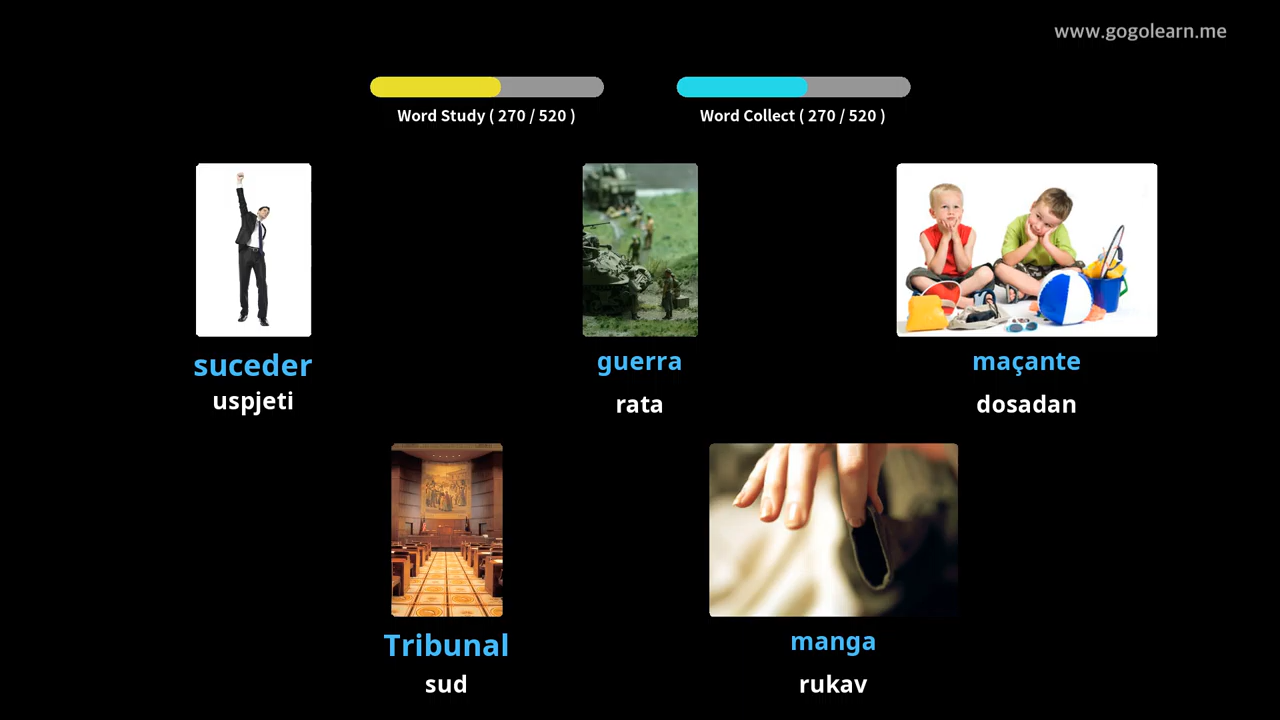 www.gogolearn.me
Word Study ( 270 / 520 )
Word Collect ( 270 / 520 )
suceder
uspjeti
guerra
rata
maçante
dosadan
Tribunal
sud
manga
rukav